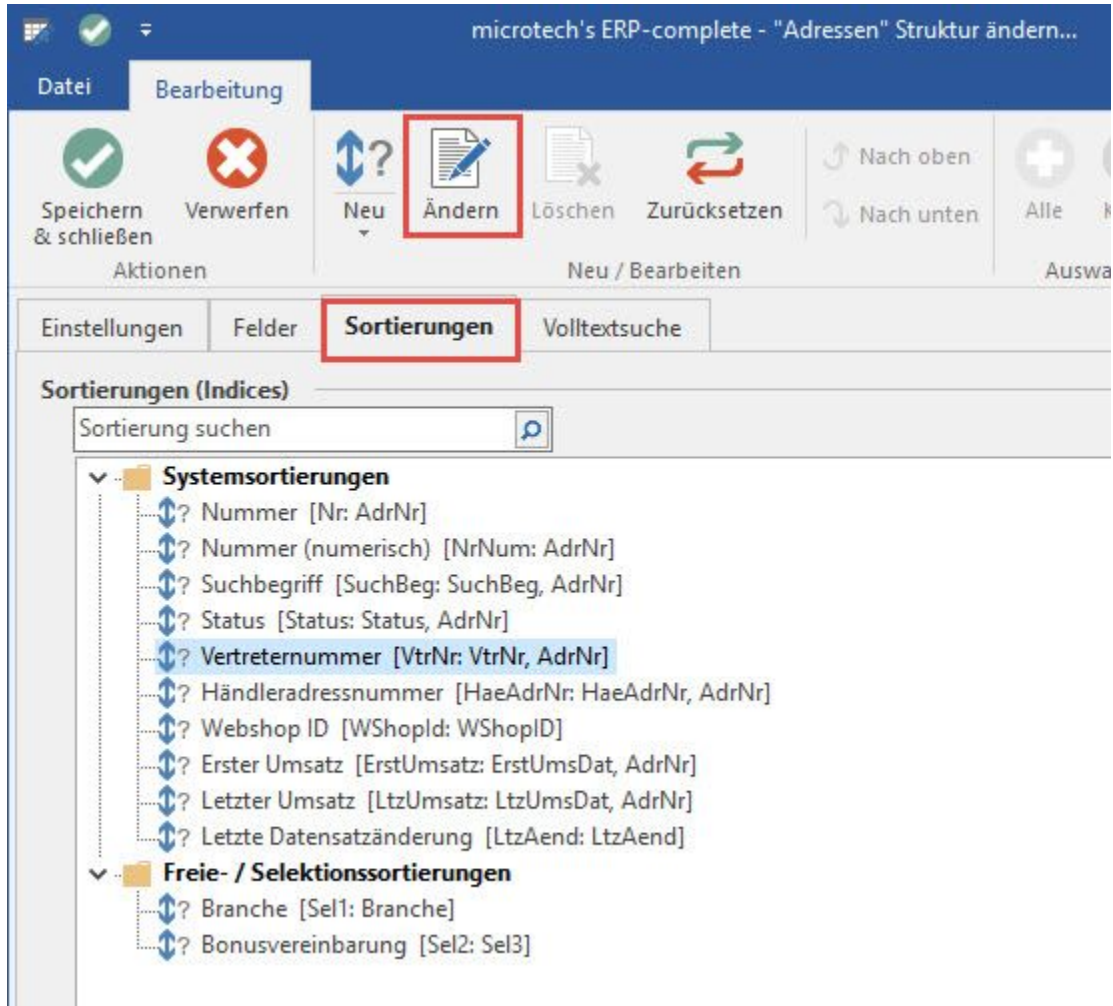 microtech's ERP-complete - "Adressen" Struktur ändern...
Datei Bearbeitung
Speichern & schließen
Verwerfen
Neu
Ändern
Löschen
Zurücksetzen
Nach oben
Nach unten
Alle
Aktionen
Neu / Bearbeiten
Auswa
Einstellungen Felder Sortierungen Volltextsuche
Sortierungen (Indices)
Sortierung suchen
Systemsortierungen
? Nummer [Nr: AdrNr]
? Nummer (numerisch) [NrNum: AdrNr]
? Suchbegriff [SuchBeg: SuchBeg, AdrNr]
? Status [Status: Status, AdrNr]
? Vertreternummer [VtrNr: VtrNr, AdrNr]
? Händleradressnummer [HaeAdrNr: HaeAdrNr, AdrNr]
? Webshop ID [WShopId: WShopID]
? Erster Umsatz [ErstUmsatz: ErstUmsDat, AdrNr]
? Letzter Umsatz [LtzUmsatz: LtzUmsDat, AdrNr]
? Letzte Datensatzänderung [LtzAend: LtzAend]
Freie- / Selektionssortierungen
? Branche [Sel1: Branche]
? Bonusvereinbarung [Sel2: Sel3]